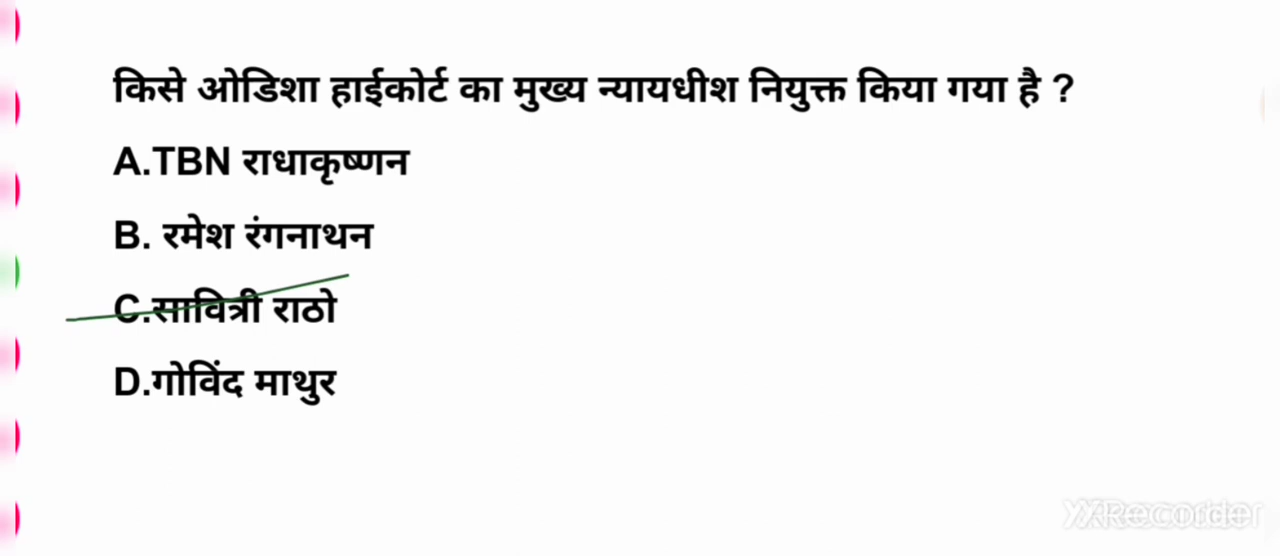 किसे ओडिशा हाईकोर्ट का मुख्य न्यायधीश नियुक्त किया गया है ?
A.TBN राधाकृष्णन
B. रमेश रंगनाथन
C.सावित्री राठो
D.गोविंद माथुर
XRecorder